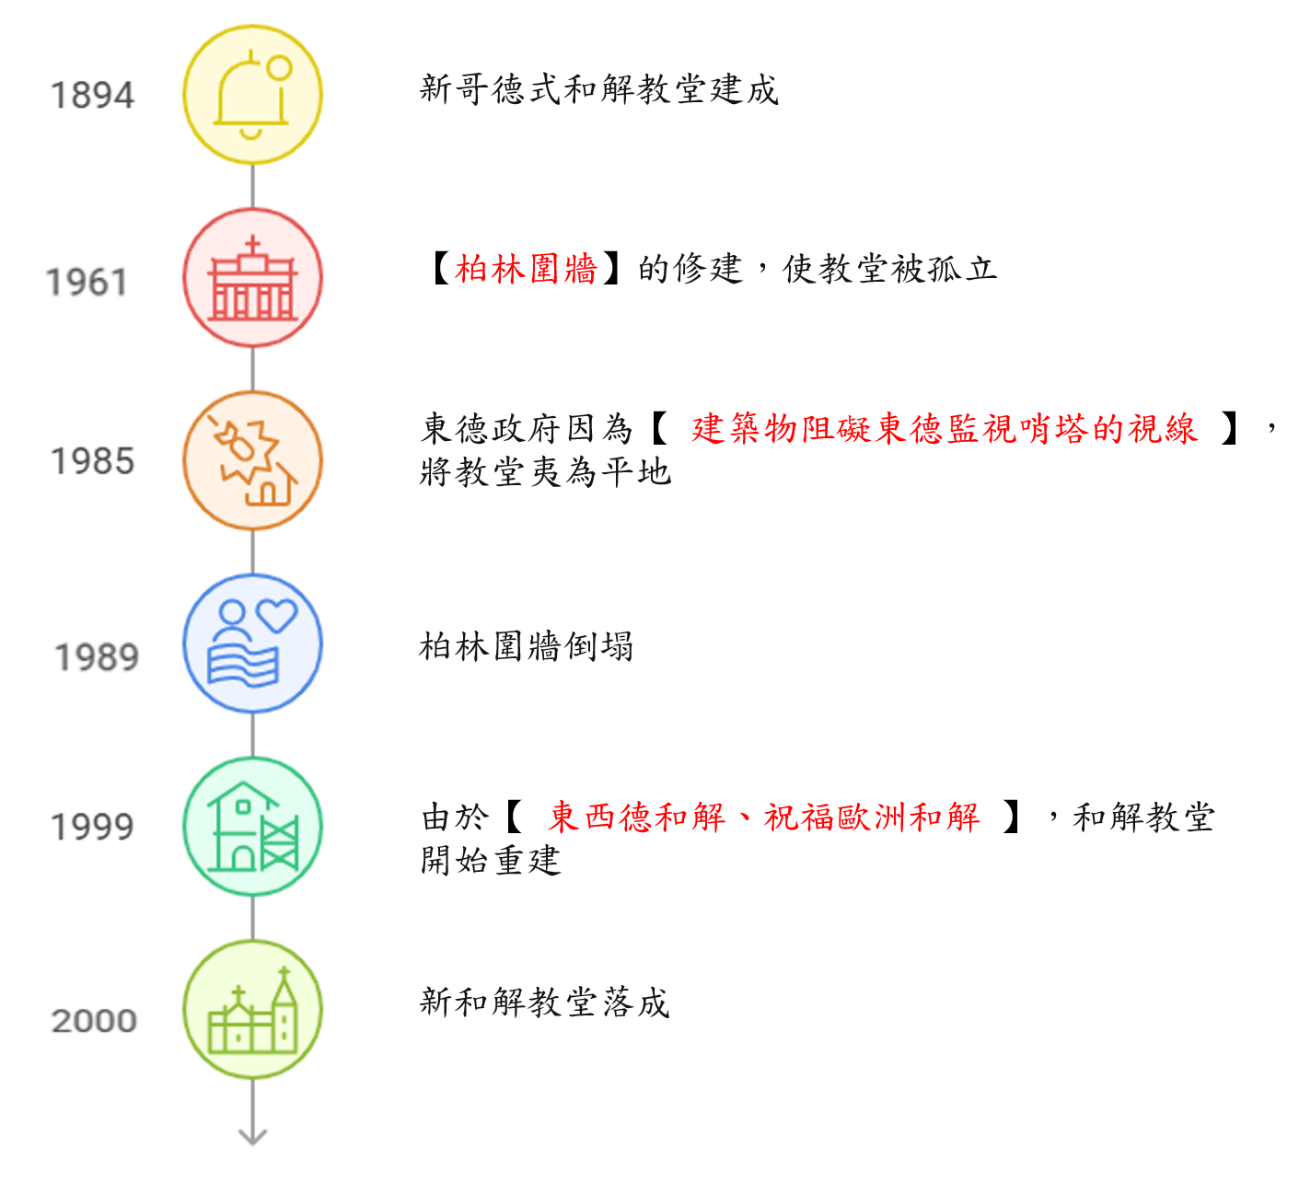 1894
新哥德式和解教堂建成
1961
【柏林圍牆】的修建，使教堂被孤立
1985
東德政府因為【 建築物阻礙東德監視哨塔的視線 】，
將教堂夷為平地
1989
柏林圍牆倒塌
1999
由於【 東西德和解、祝福歐洲和解 】，和解教堂
開始重建
2000
新和解教堂落成